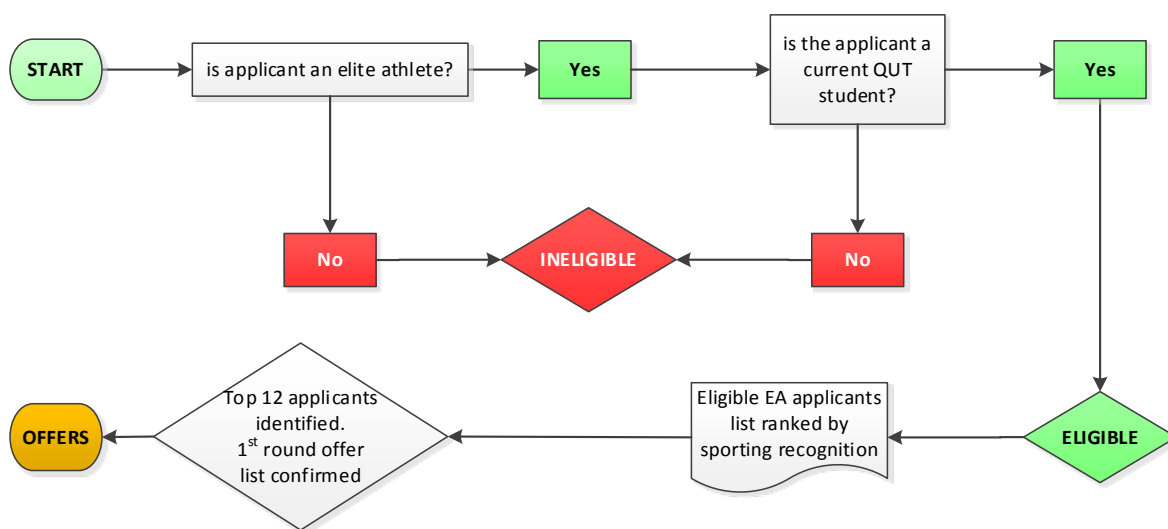 START
is applicant an elite athlete?
Yes
is the applicant a
current QUT
student?
Yes
No
INELIGIBLE
No
OFFERS
Top 12 applicants
identified.
1st round offer
list confirmed
Eligible EA applicants
list ranked by
sporting recognition
ELIGIBLE